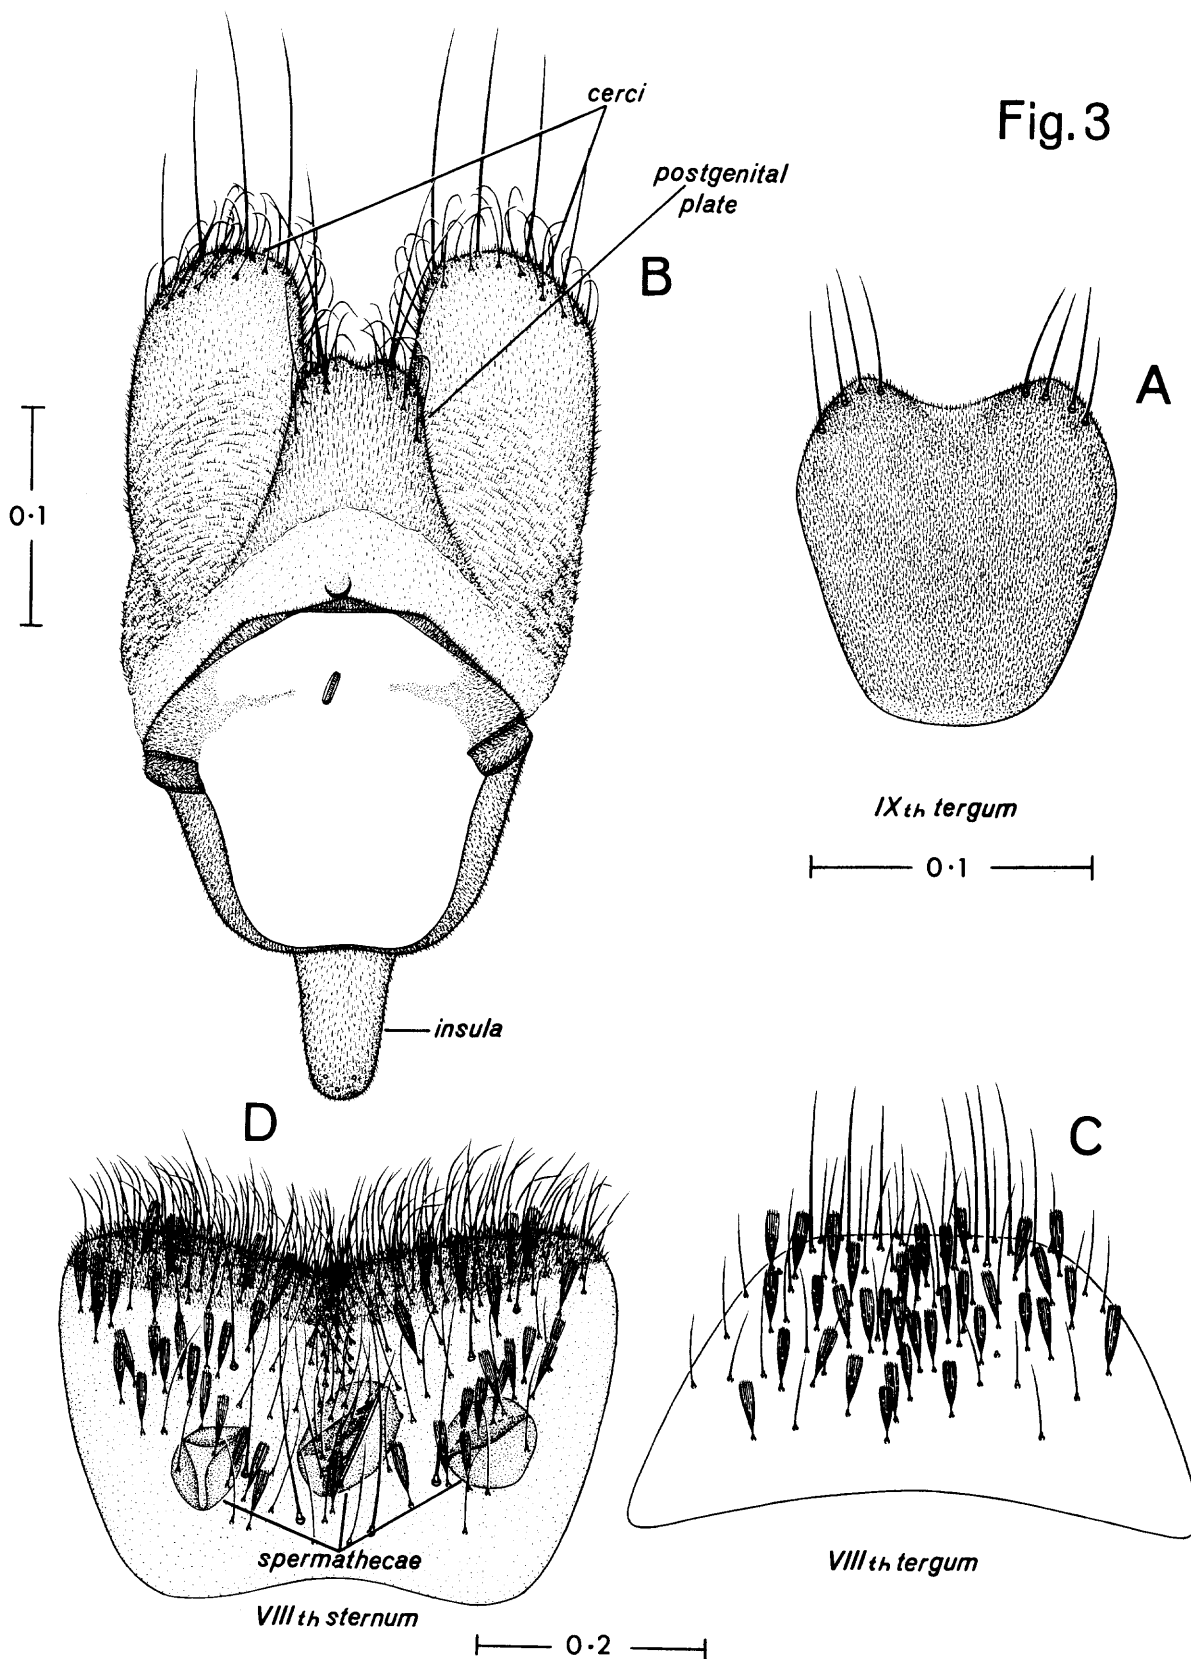 Fig. 3
cerci
postgenital
plate
B
A
0·1
IXth tergum
0·1
insula
D
C
spermathecae
VIIIth sternum
VIIIth tergum
0·2